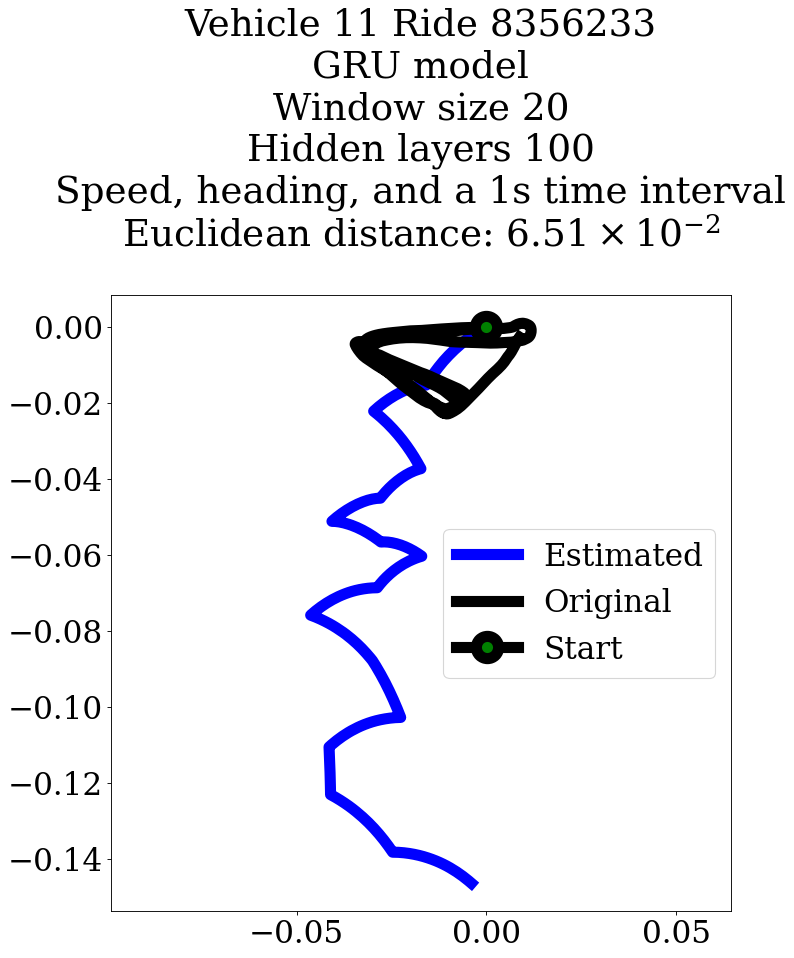 Vehicle 11 Ride 8356233
GRU model
Window size 20
Hidden layers 100
Speed, heading, and a 1s time interval
Euclidean distance: 6.51 × 10⁻²
0.00
−0.02
−0.04
−0.06
−0.08
−0.10
−0.12
−0.14
Estimated
Original
Start
−0.05
0.00
0.05